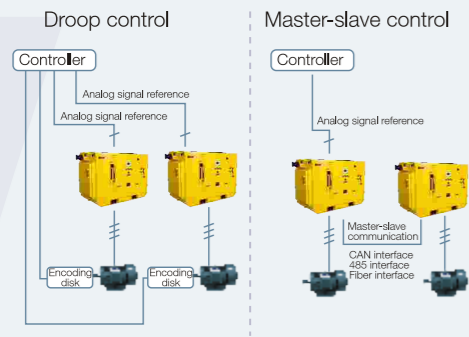 Droop control
Controller
Analog signal reference
Analog signal reference
Encoding
disk
Encoding
disk
Master-slave control
Controller
Analog signal reference
Master-slave
communication
CAN interface
485 interface
Fiber interface